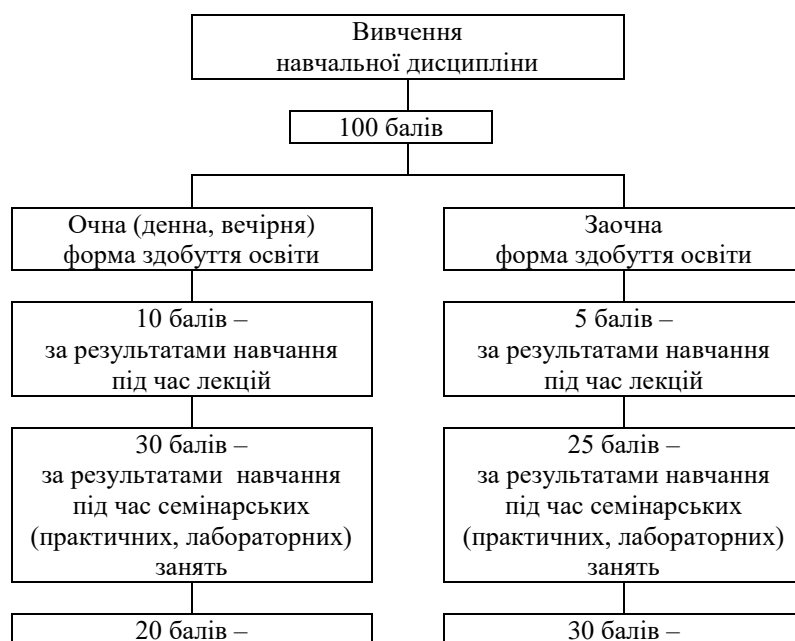 Вивчення
навчальної дисципліни
100 балів
Очна (денна, вечірня)
форма здобуття освіти
10 балів –
за результатами навчання
під час лекцій
30 балів –
за результатами навчання
під час семінарських
(практичних, лабораторних)
занять
20 балів –
Заочна
форма здобуття освіти
5 балів –
за результатами навчання
під час лекцій
25 балів –
за результатами навчання
під час семінарських
(практичних, лабораторних)
занять
30 балів –